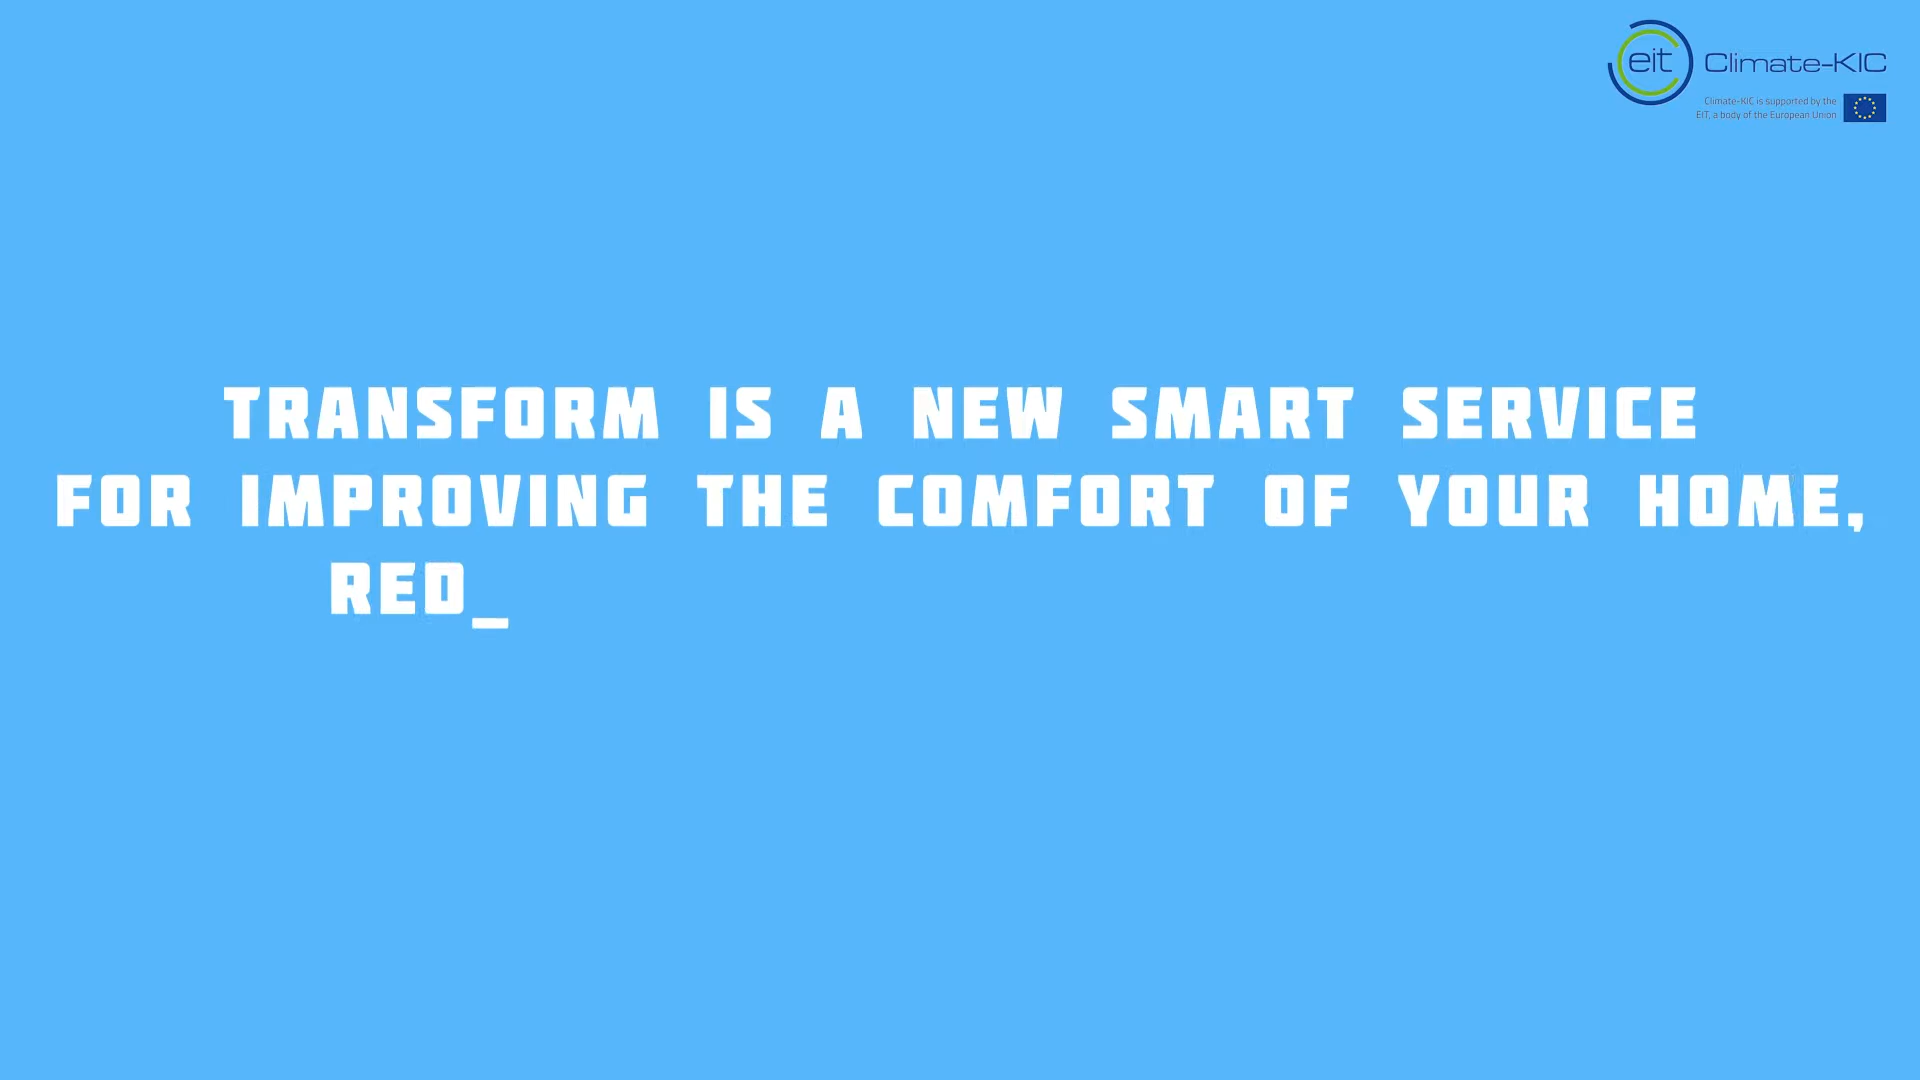 eit Climate-KIC
Climate-KIC is supported by the
EIT, a body of the European Union
TRANSFORM IS A NEW SMART SERVICE
FOR IMPROVING THE COMFORT OF YOUR HOME,
RED_